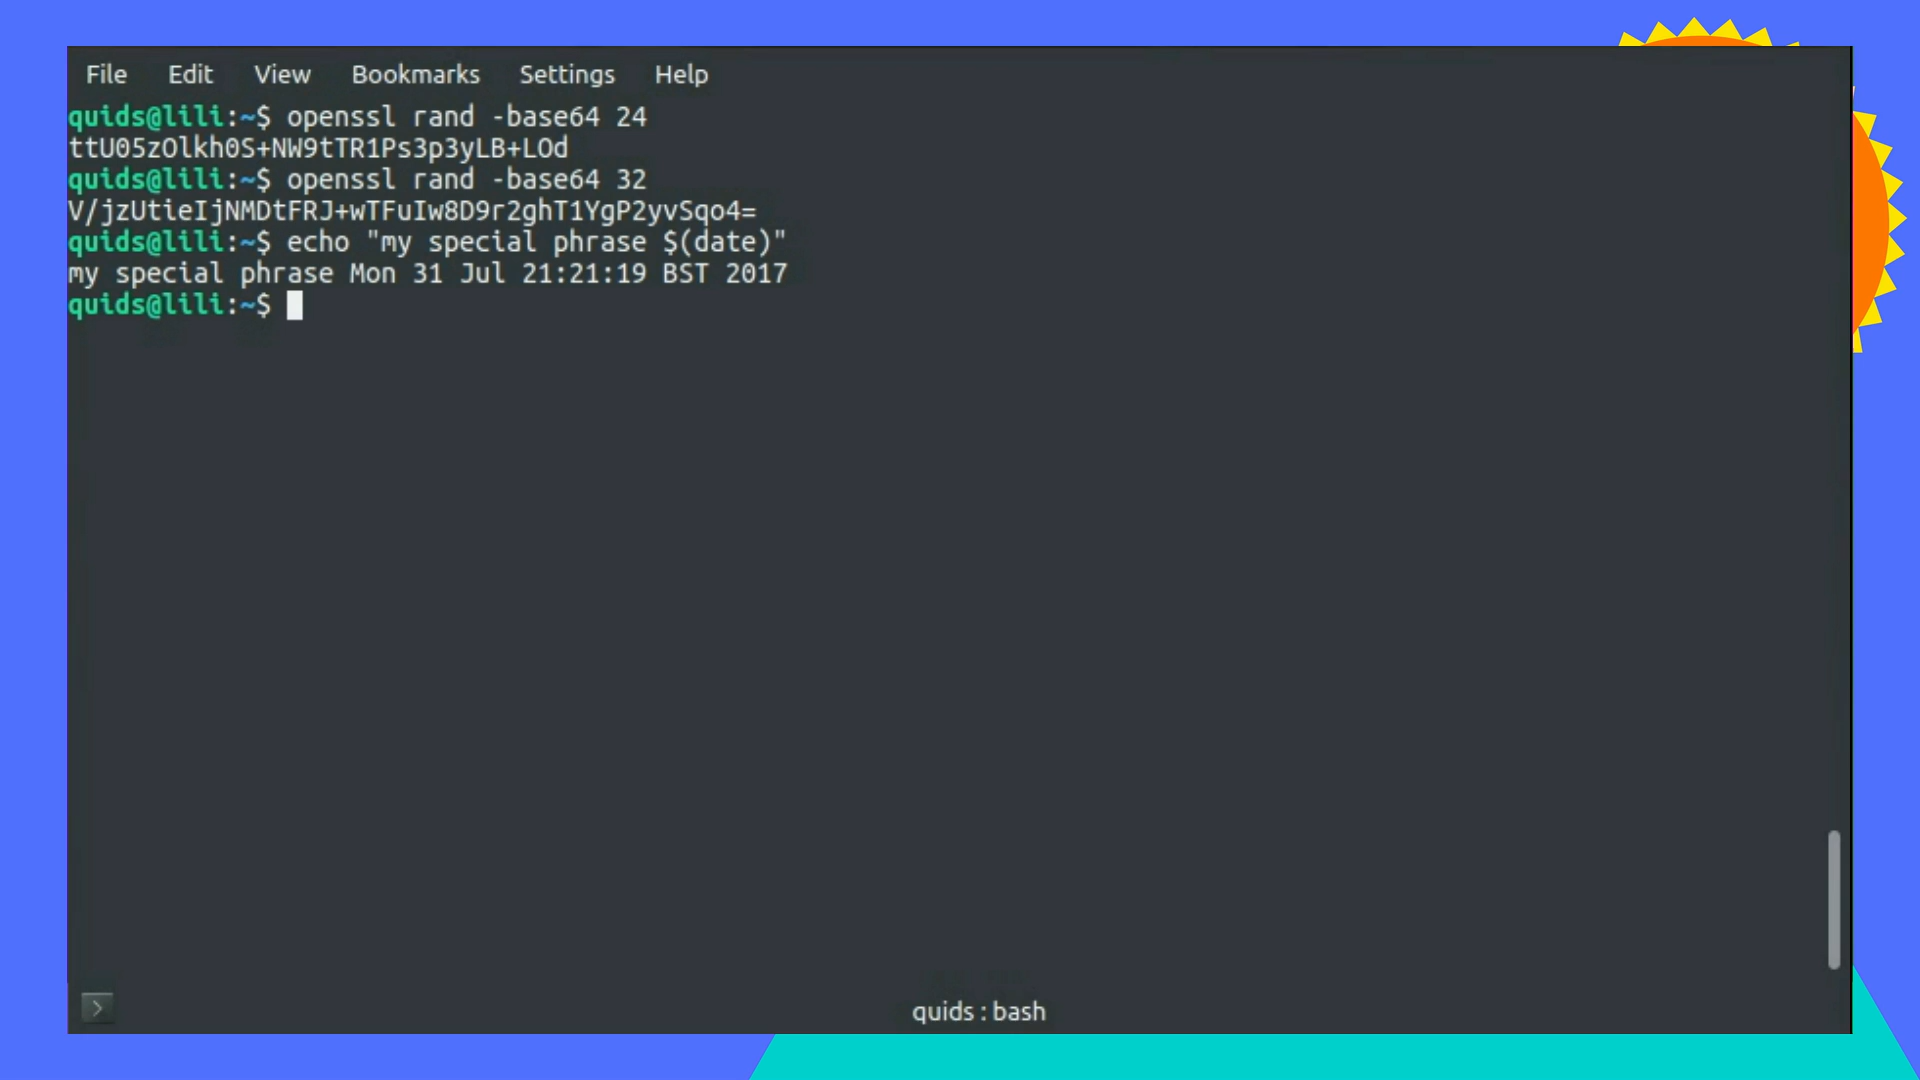 File Edit View Bookmarks Settings Help
quids@lili:~$ openssl rand -base64 24
ttU05zOlkh0S+NW9tTR1Ps3p3yLB+LOd
quids@lili:~$ openssl rand -base64 32
V/jzUtieIjNMDtFRJ+wTFuIw8D9r2ghT1YgP2yvSqo4=
quids@lili:~$ echo "my special phrase $(date)"
my special phrase Mon 31 Jul 21:21:19 BST 2017
quids@lili:~$
quids : bash